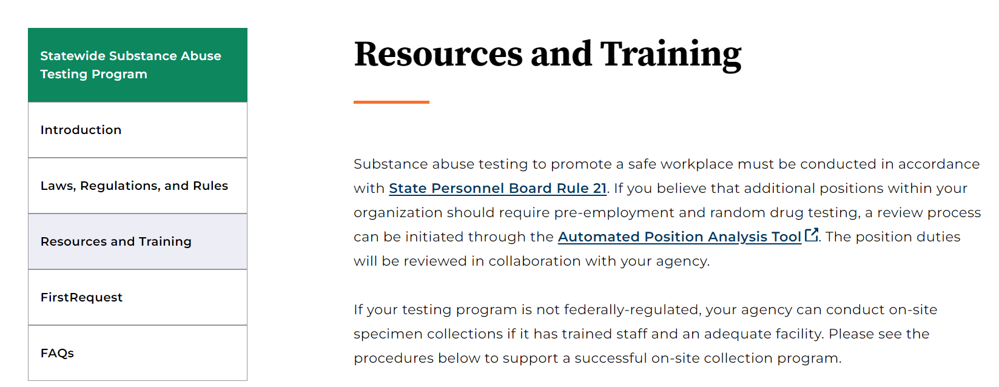 Statewide Substance Abuse
Testing Program
Introduction
Laws, Regulations, and Rules
Resources and Training
FirstRequest
FAQs
Resources and Training
Substance abuse testing to promote a safe workplace must be conducted in accordance
with State Personnel Board Rule 21. If you believe that additional positions within your
organization should require pre-employment and random drug testing, a review process
can be initiated through the Automated Position Analysis Tool. The position duties
will be reviewed in collaboration with your agency.
If your testing program is not federally-regulated, your agency can conduct on-site
specimen collections if it has trained staff and an adequate facility. Please see the
procedures below to support a successful on-site collection program.